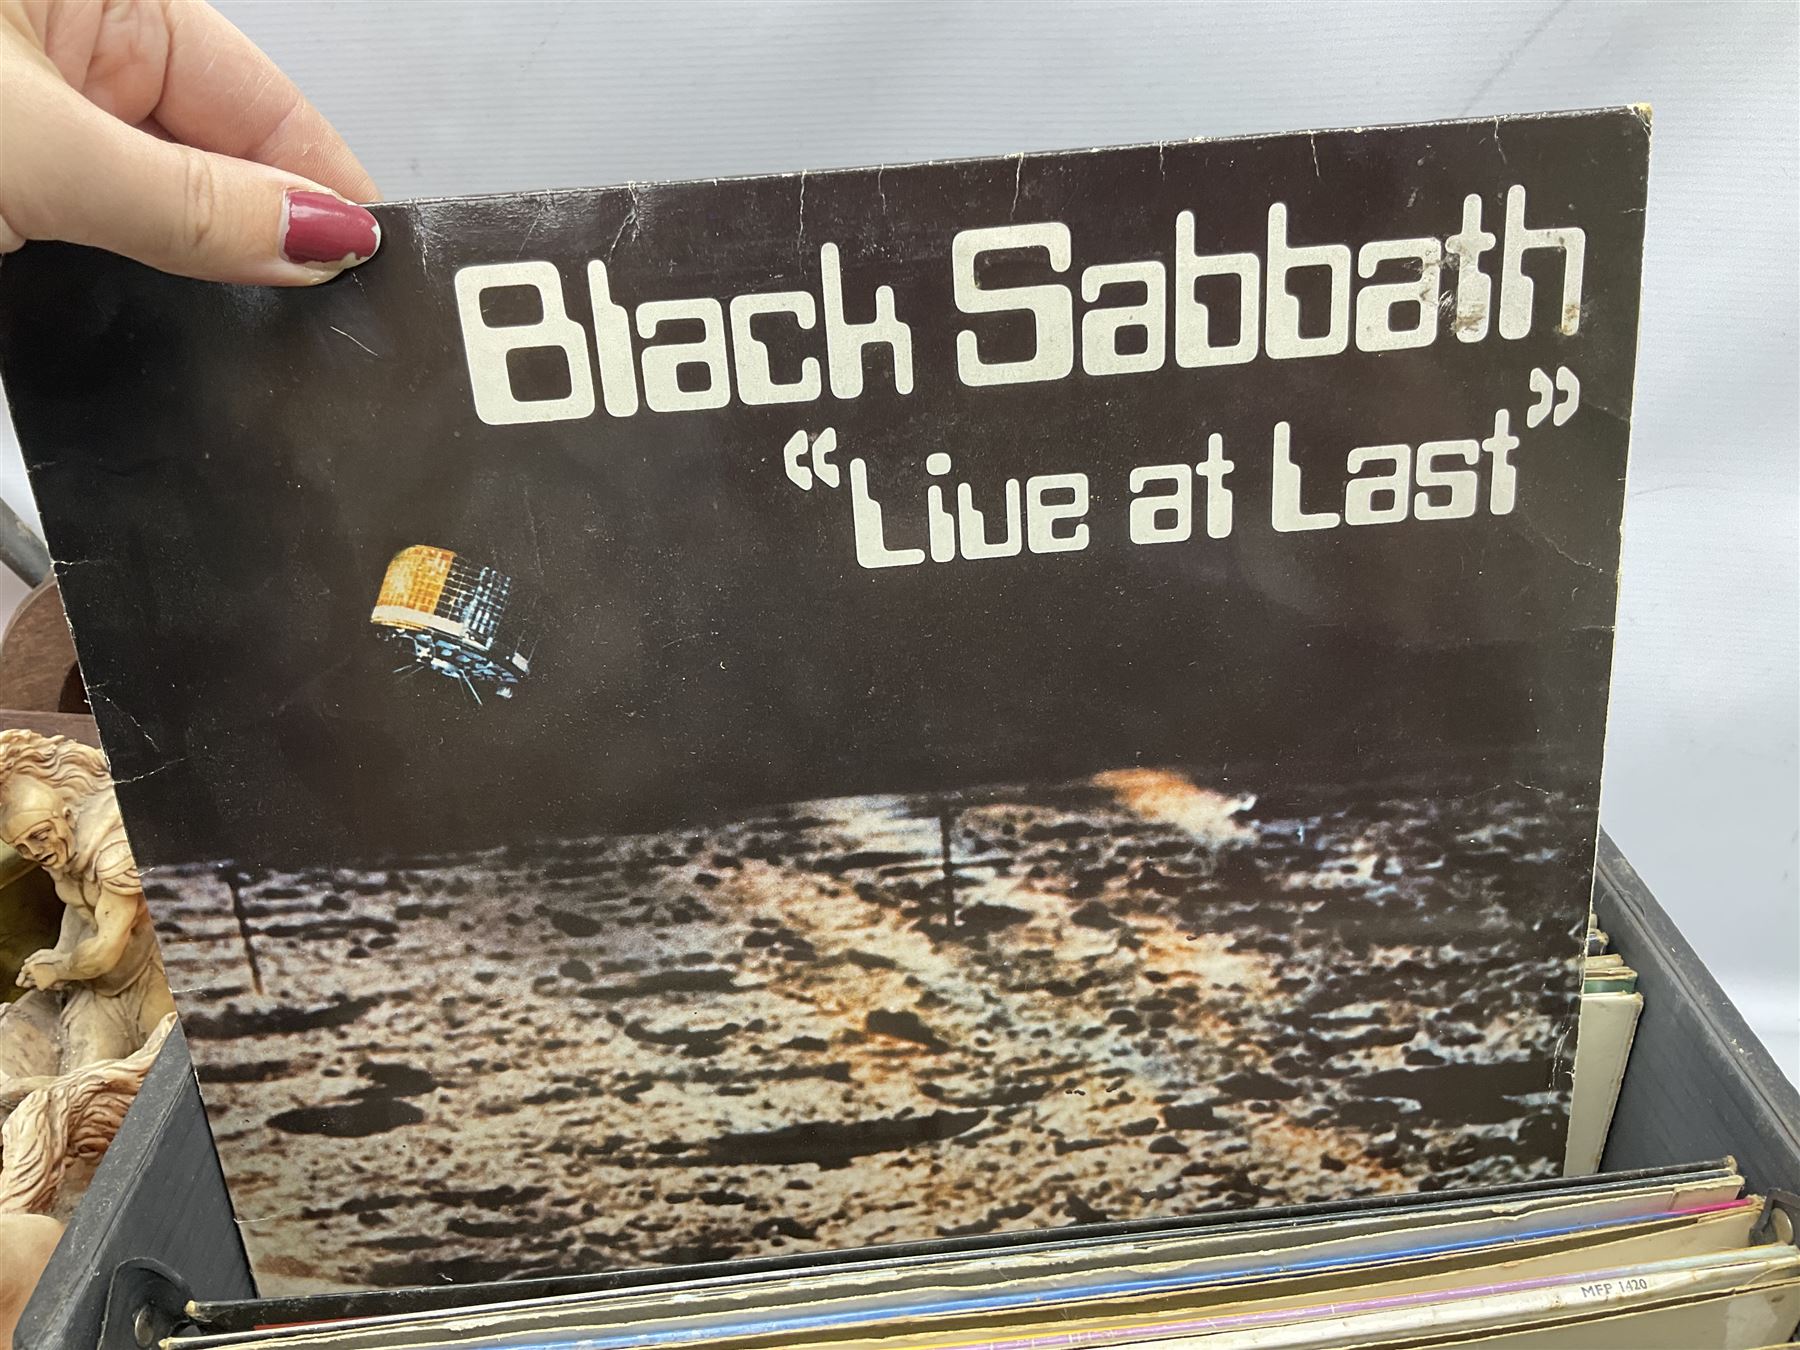 Black Sabbath
“Live at Last”
MFP 1420